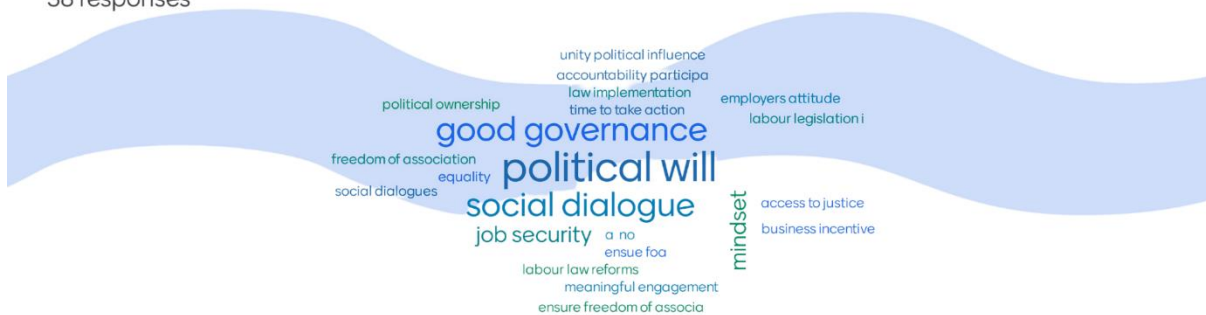 38 responses
unity political influence
accountability participa
law implementation
employers attitude
political ownership
time to take action
labour legislation i
good governance
freedom of association
political will
equality
social dialogues
social dialogue
mindset
access to justice
job security
a no
business incentive
ensue foa
labour law reforms
meaningful engagement
ensure freedom of associa